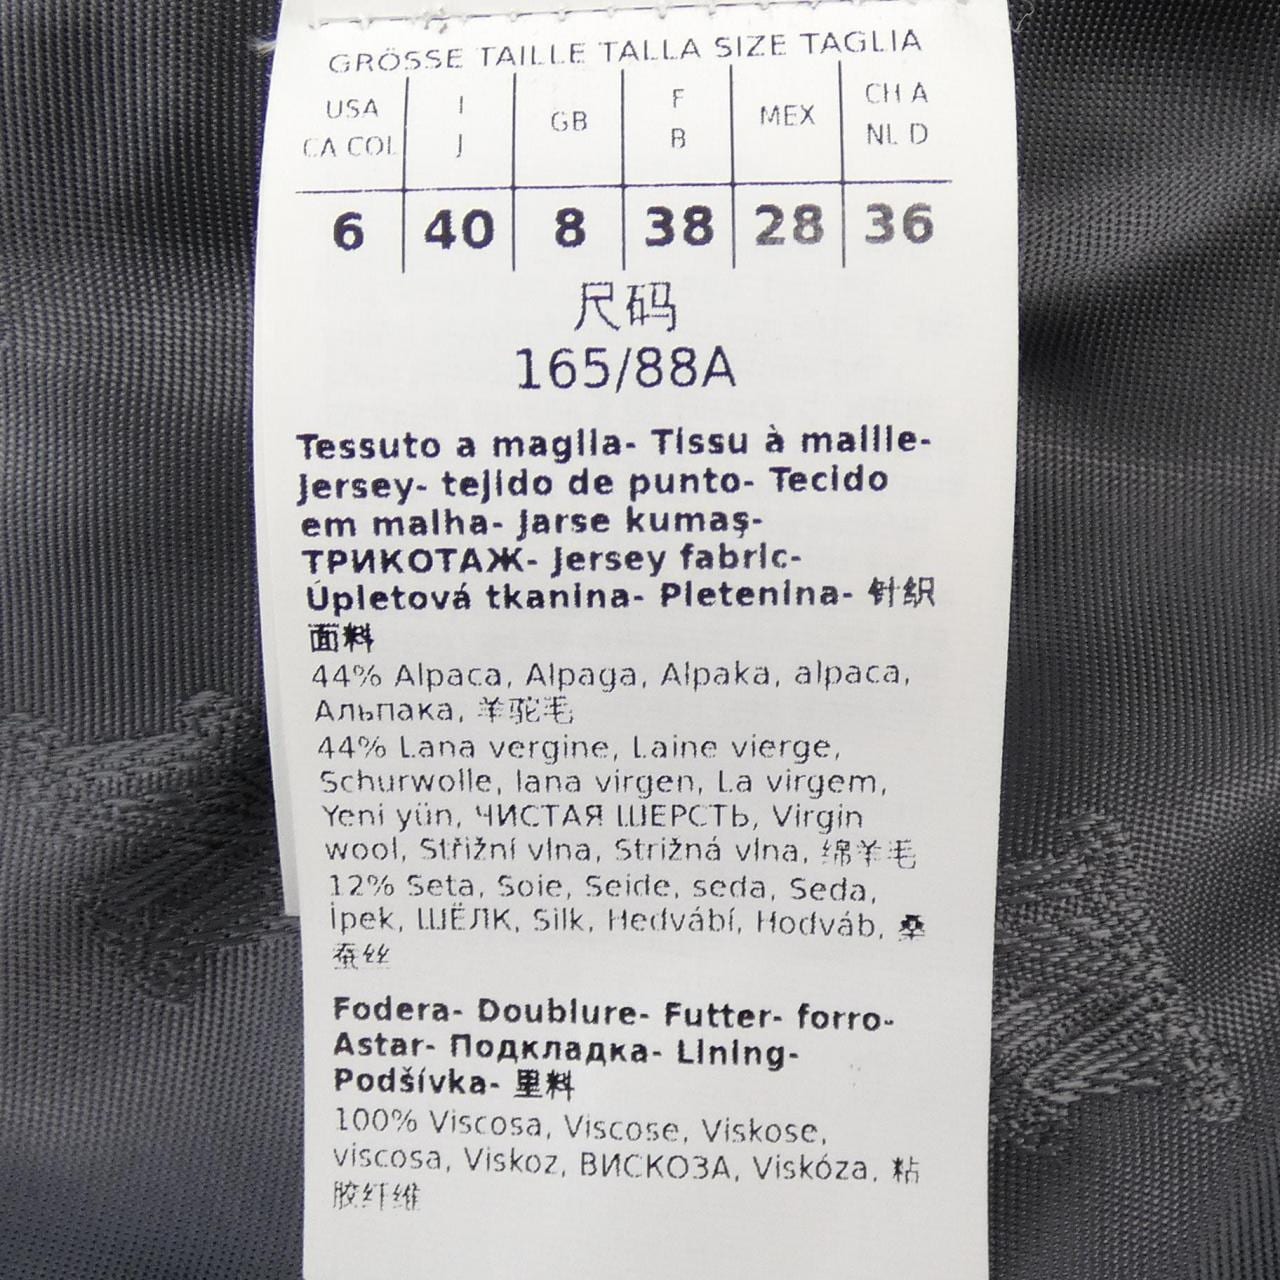 GRÖSSE TAILLE TALLA SIZE TAGLIA
USA I GB F MEX CH A
CA COL J B NL D
6 40 8 38 28 36
尺码
165/88A
Tessuto a maglia- Tissu à maille-
Jersey- tejido de punto- Tecido
em malha- Jarse kumaş-
ТРИКОТАЖ- Jersey fabric-
Úpletová tkanina- Pletenina- 针织
面料
44% Alpaca, Alpaga, Alpaka, alpaca,
Альпака, 羊驼毛
44% Lana vergine, Laine vierge,
Schurwolle, lana virgen, La virgem,
Yeni yün, ЧИСТАЯ ШЕРСТЬ, Virgin
wool, Střižní vlna, Strižná vlna, 绵羊毛
12% Seta, Soie, Seide, seda, Seda,
İpek, ШЁЛК, Silk, Hedvábí, Hodváb, 桑
蚕丝
Fodera- Doublure- Futter- forro-
Astar- Подкладка- Lining-
Podšívka- 里料
100% Viscosa, Viscose, Viskose,
viscosa, Viskoz, ВИСКОЗА, Viskóza, 粘
胶纤维